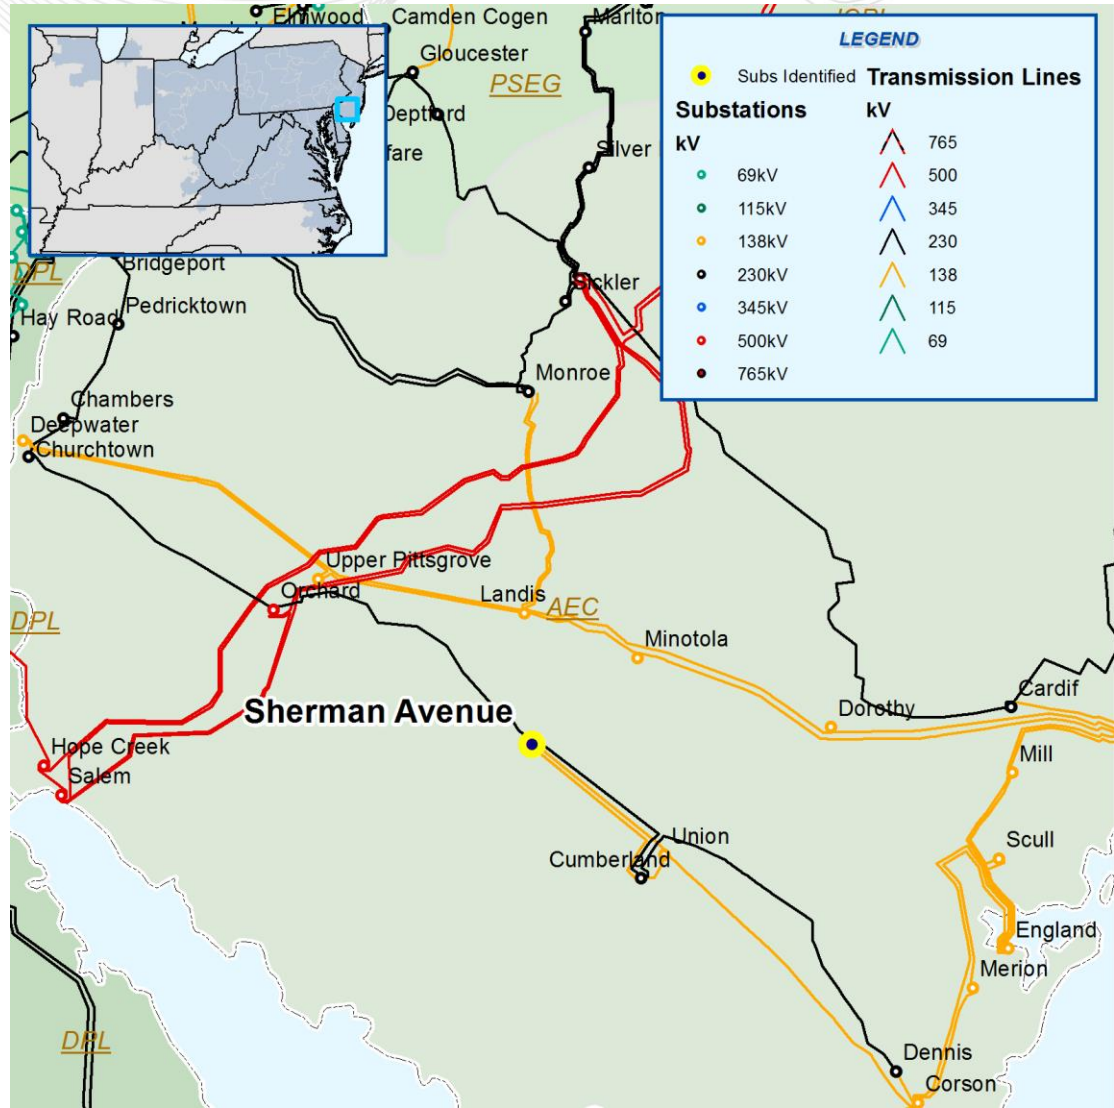 Elmwood
Camden Cogen
Marlton
Gloucester
PSEG
Deptford
Silver
DPL
Bridgeport
Pedricktown
Hay Road
Sickler
Monroe
Chambers
Deepwater
Churchtown
Upper Pittsgrove
Orchard
Landis
AEC
DPL
Minotola
Cardif
Dorothy
Sherman Avenue
Hope Creek
Mill
Salem
Union
Scull
Cumberland
England
Merion
DPL
Dennis
Corson
LEGEND
Subs Identified
Substations
kV
69kV
115kV
138kV
230kV
345kV
500kV
765kV
Transmission Lines
kV
765
500
345
230
138
115
69